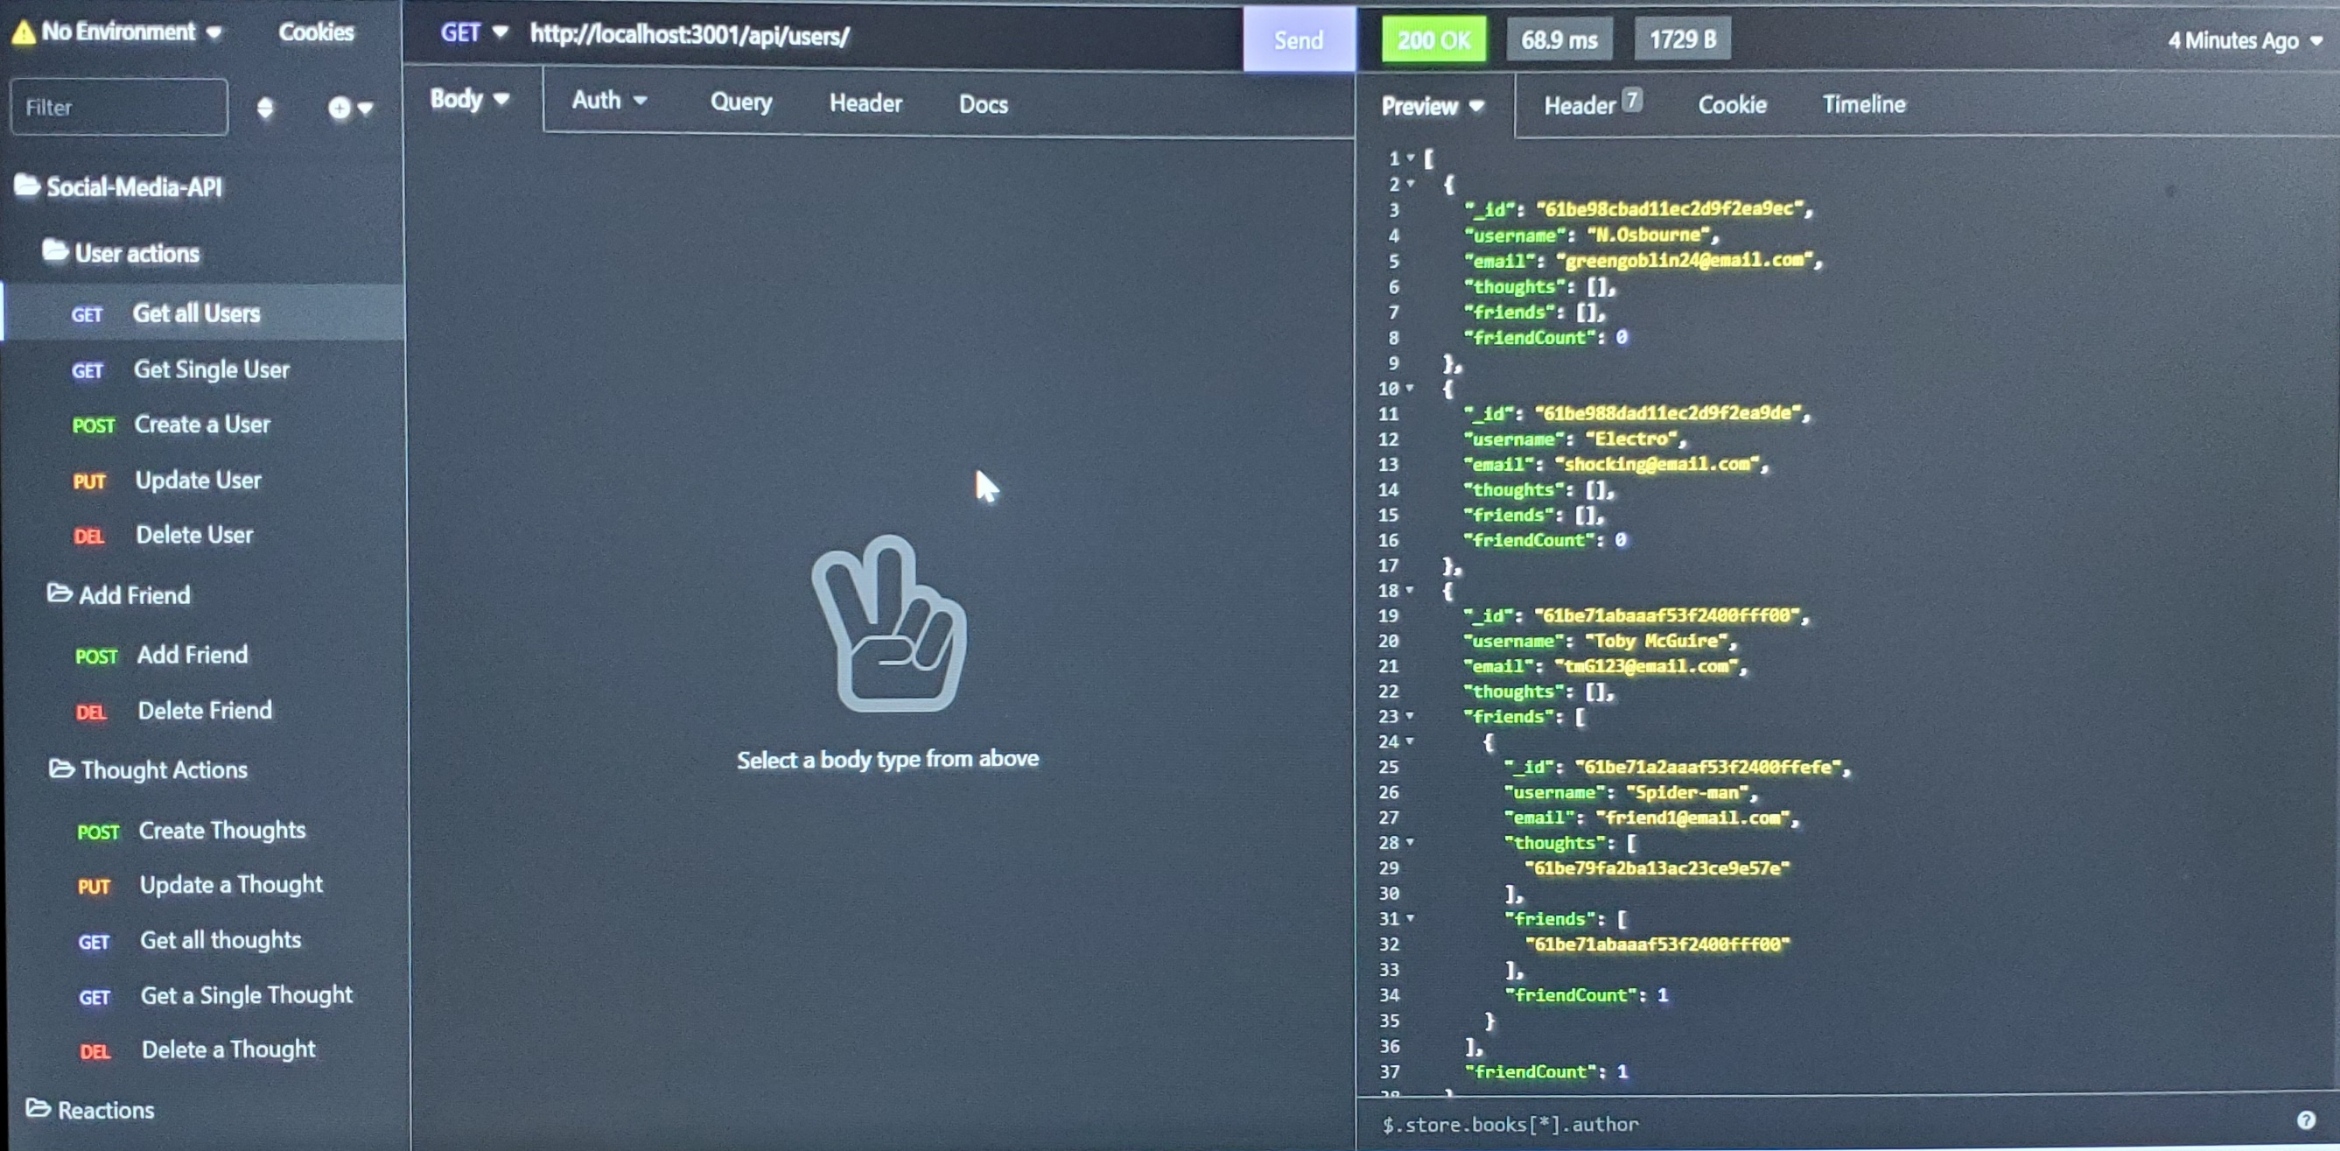 No Environment
Cookies
Filter
Social-Media-API
User actions
GET Get all Users
GET Get Single User
POST Create a User
PUT Update User
DEL Delete User
Add Friend
POST Add Friend
DEL Delete Friend
Thought Actions
POST Create Thoughts
PUT Update a Thought
GET Get all thoughts
GET Get a Single Thought
DEL Delete a Thought
Reactions
GET http://localhost:3001/api/users/
Send
Body Auth Query Header Docs
Select a body type from above
200 OK 68.9 ms 1729 B 4 Minutes Ago
Preview Header 7 Cookie Timeline
1 [
2 {
3 "_id": "61be98cbad11ec2d9f2ea9ec",
4 "username": "N.Osbourne",
5 "email": "greengoblin24@email.com",
6 "thoughts": [],
7 "friends": [],
8 "friendCount": 0
9 },
10 {
11 "_id": "61be988dad11ec2d9f2ea9de",
12 "username": "Electro",
13 "email": "shocking@email.com",
14 "thoughts": [],
15 "friends": [],
16 "friendCount": 0
17 },
18 {
19 "_id": "61be71abaaaf53f2400fff00",
20 "username": "Toby McGuire",
21 "email": "tmG123@email.com",
22 "thoughts": [],
23 "friends": [
24 {
25 "_id": "61be71a2aaaf53f2400ffefe",
26 "username": "Spider-man",
27 "email": "friend1@email.com",
28 "thoughts": [
29 "61be79fa2ba13ac23ce9e57e"
30 ],
31 "friends": [
32 "61be71abaaaf53f2400fff00"
33 ],
34 "friendCount": 1
35 }
36 ],
37 "friendCount": 1
$.store.books[*].author